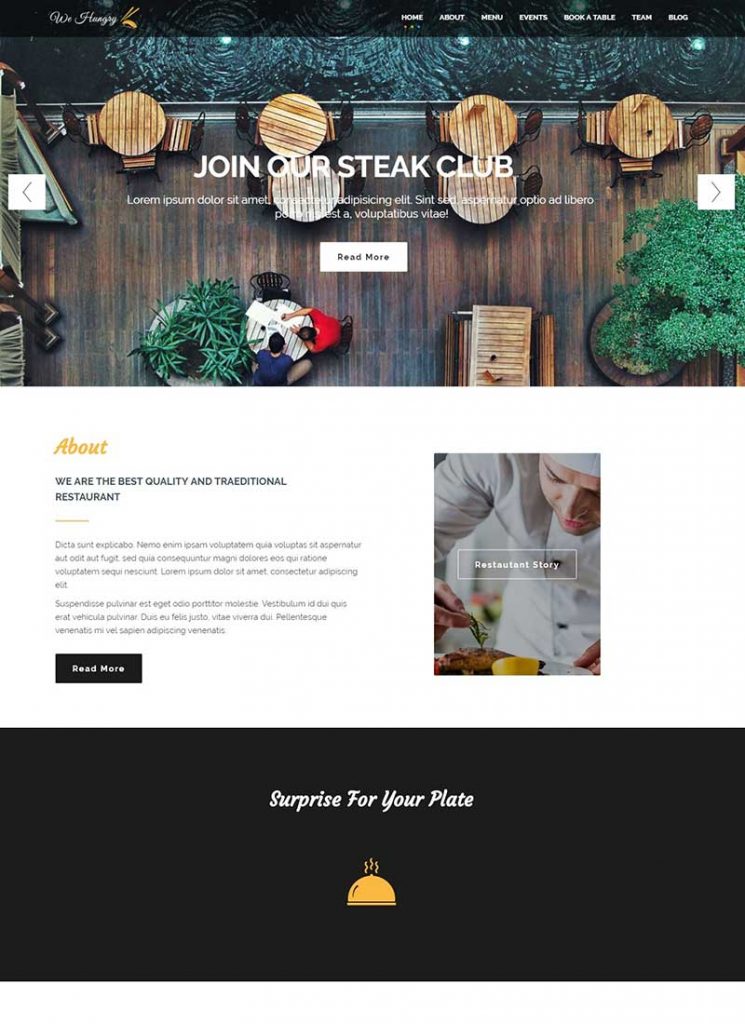 We Hungry
HOME ABOUT MENU EVENTS BOOK A TABLE TEAM BLOG
JOIN OUR STEAK CLUB
Lorem ipsum dolor sit amet, consectetur adipisicing elit. Sint sed, aspernatur optio ad libero
porro nisi est a, voluptatibus vitae!
Read More
About
WE ARE THE BEST QUALITY AND TRAEDITIONAL
RESTAURANT
Dicta sunt explicabo. Nemo enim ipsam voluptatem quia voluptas sit aspernatur
aut odit aut fugit, sed quia consequuntur magni dolores eos qui ratione
voluptatem sequi nesciunt. Lorem ipsum dolor sit amet, consectetur adipiscing
elit.
Suspendisse pulvinar est eget odio porttitor molestie. Vestibulum id dui quis
erat vehicula pulvinar. Duis eu felis justo, vitae viverra dui. Pellentesque
venenatis mi vel sapien adipiscing venenatis.
Read More
Restautant Story
Surprise For Your Plate